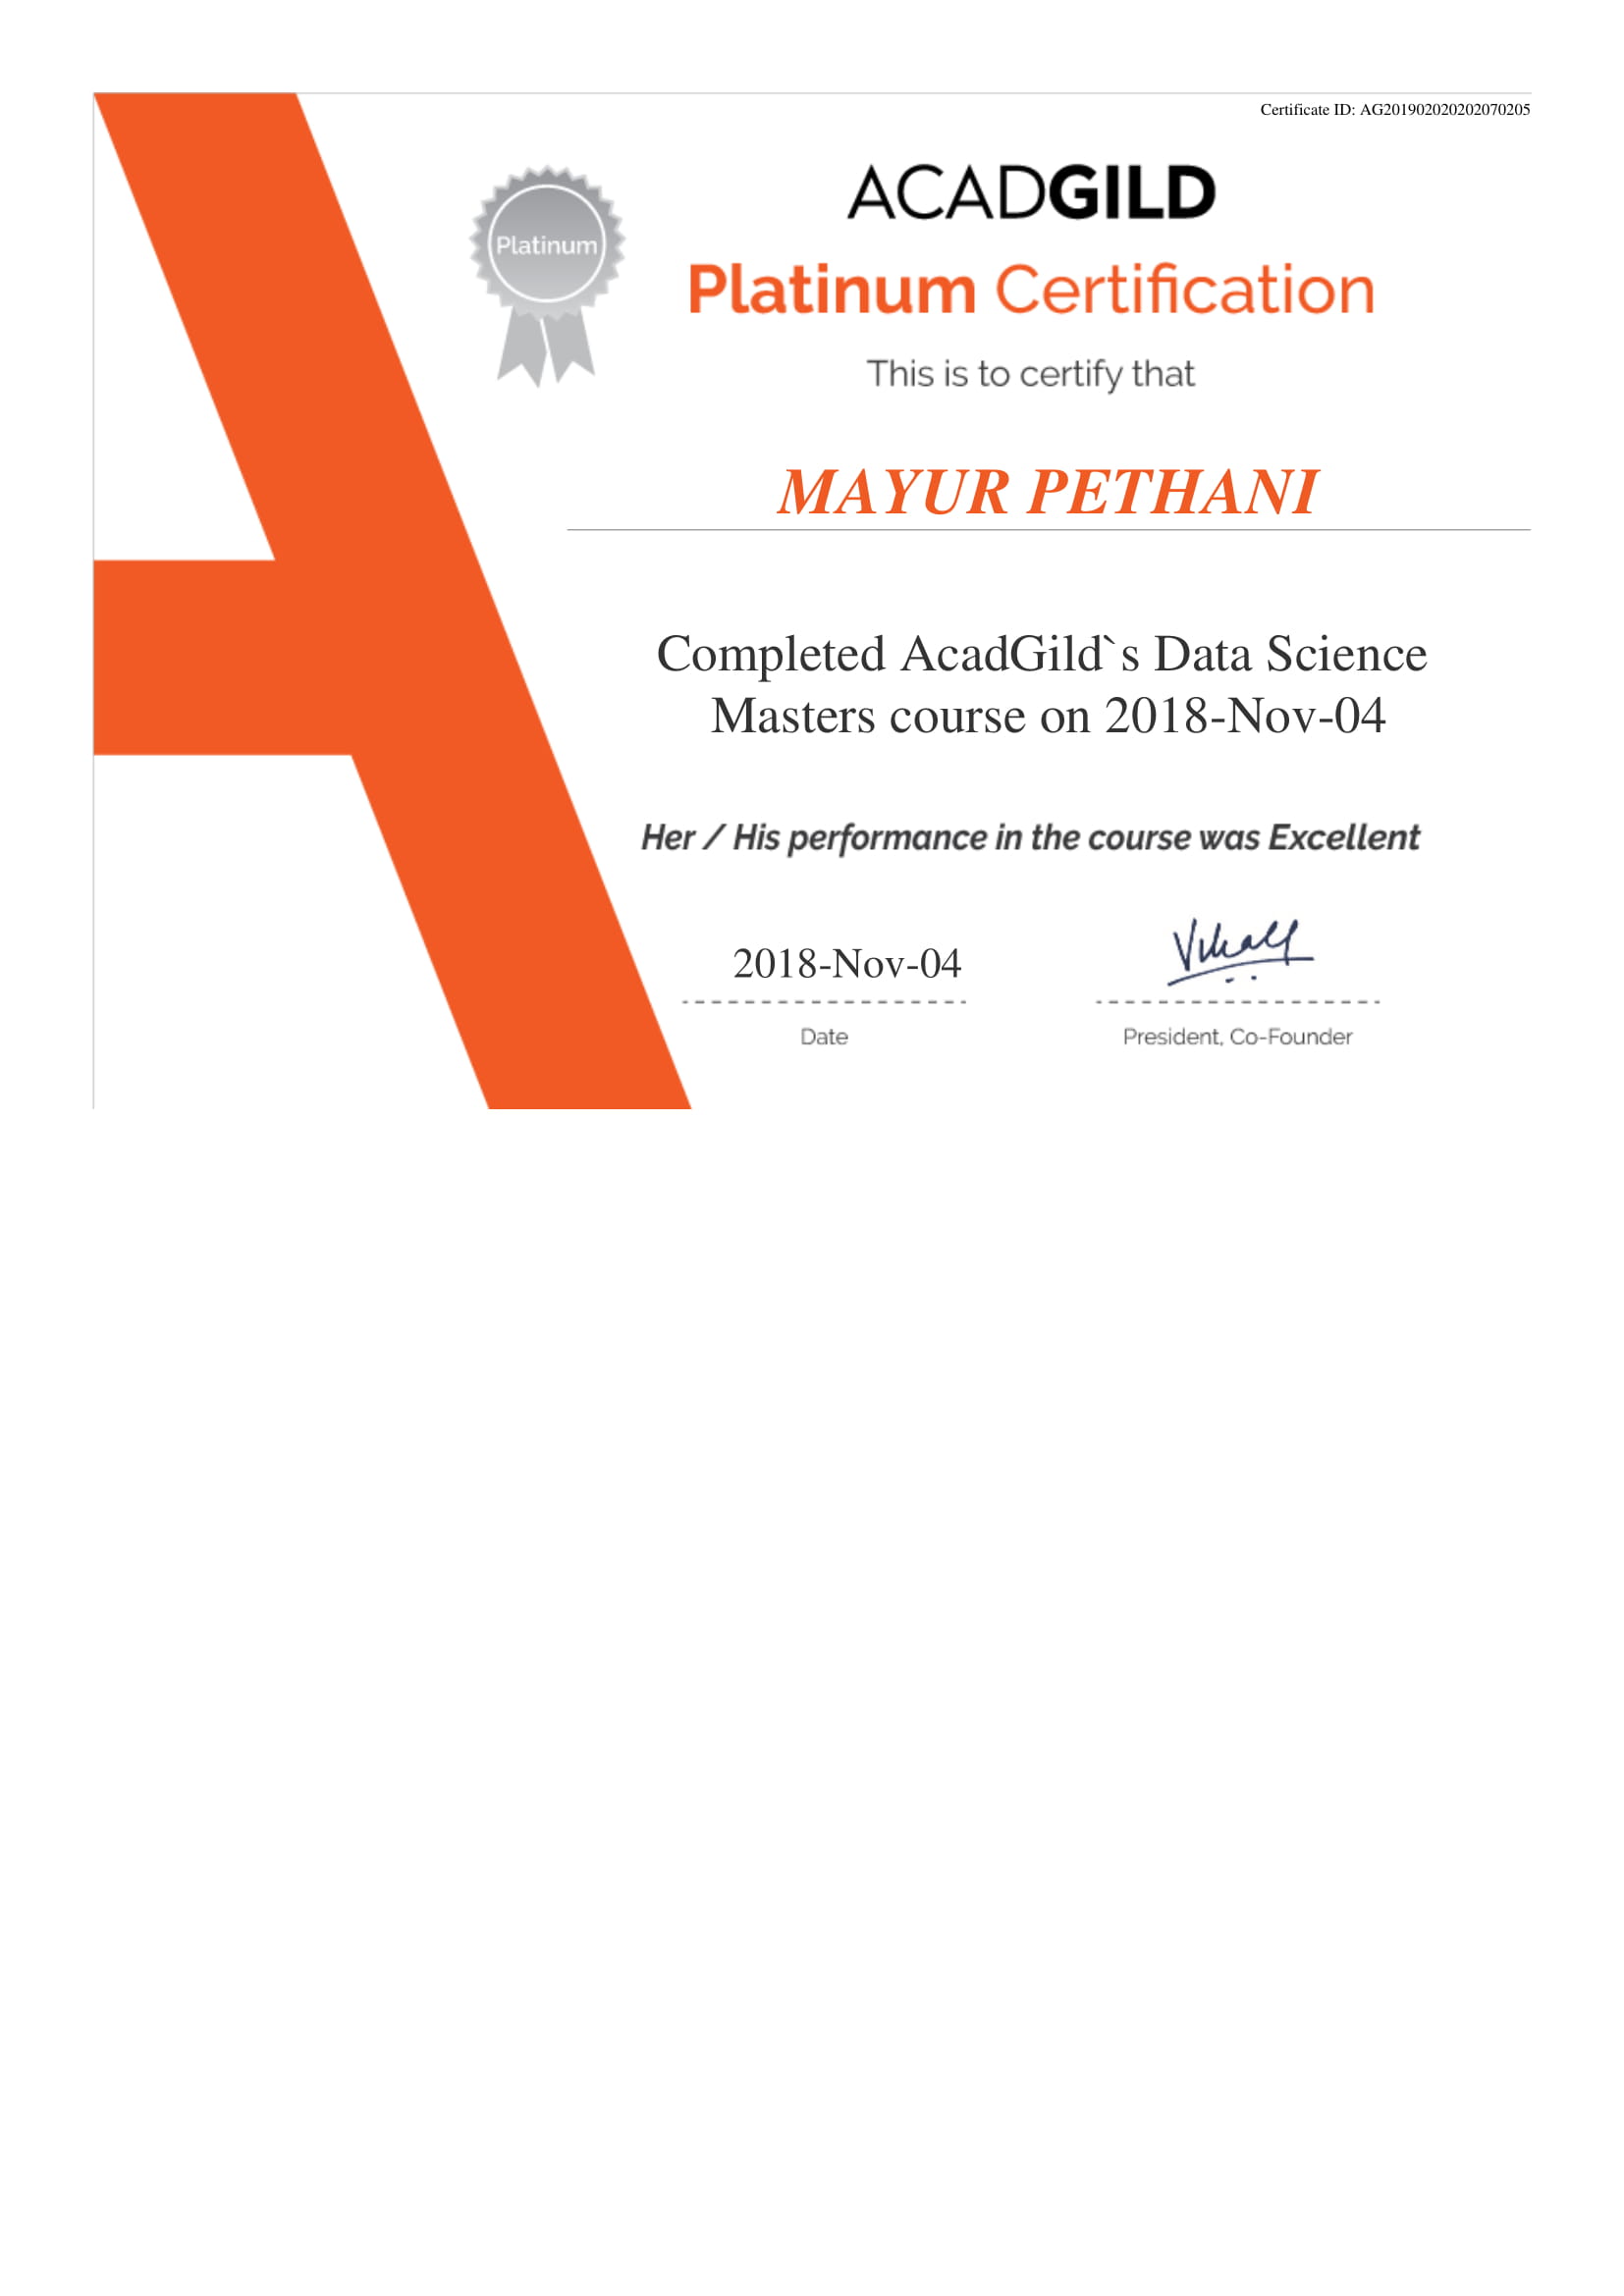 Certificate ID: AG201902020202070205
ACADGILD
Platinum
Platinum Certification
This is to certify that
MAYUR PETHANI
Completed AcadGild`s Data Science
Masters course on 2018-Nov-04
Her / His performance in the course was Excellent
2018-Nov-04
Date
President, Co-Founder